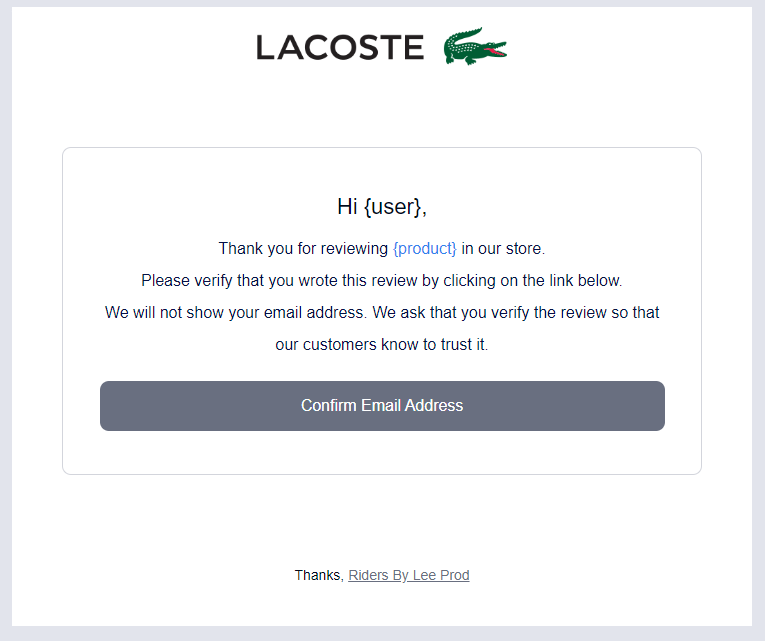 LACOSTE
Hi {user},
Thank you for reviewing {product} in our store.
Please verify that you wrote this review by clicking on the link below.
We will not show your email address. We ask that you verify the review so that
our customers know to trust it.
Confirm Email Address
Thanks, Riders By Lee Prod